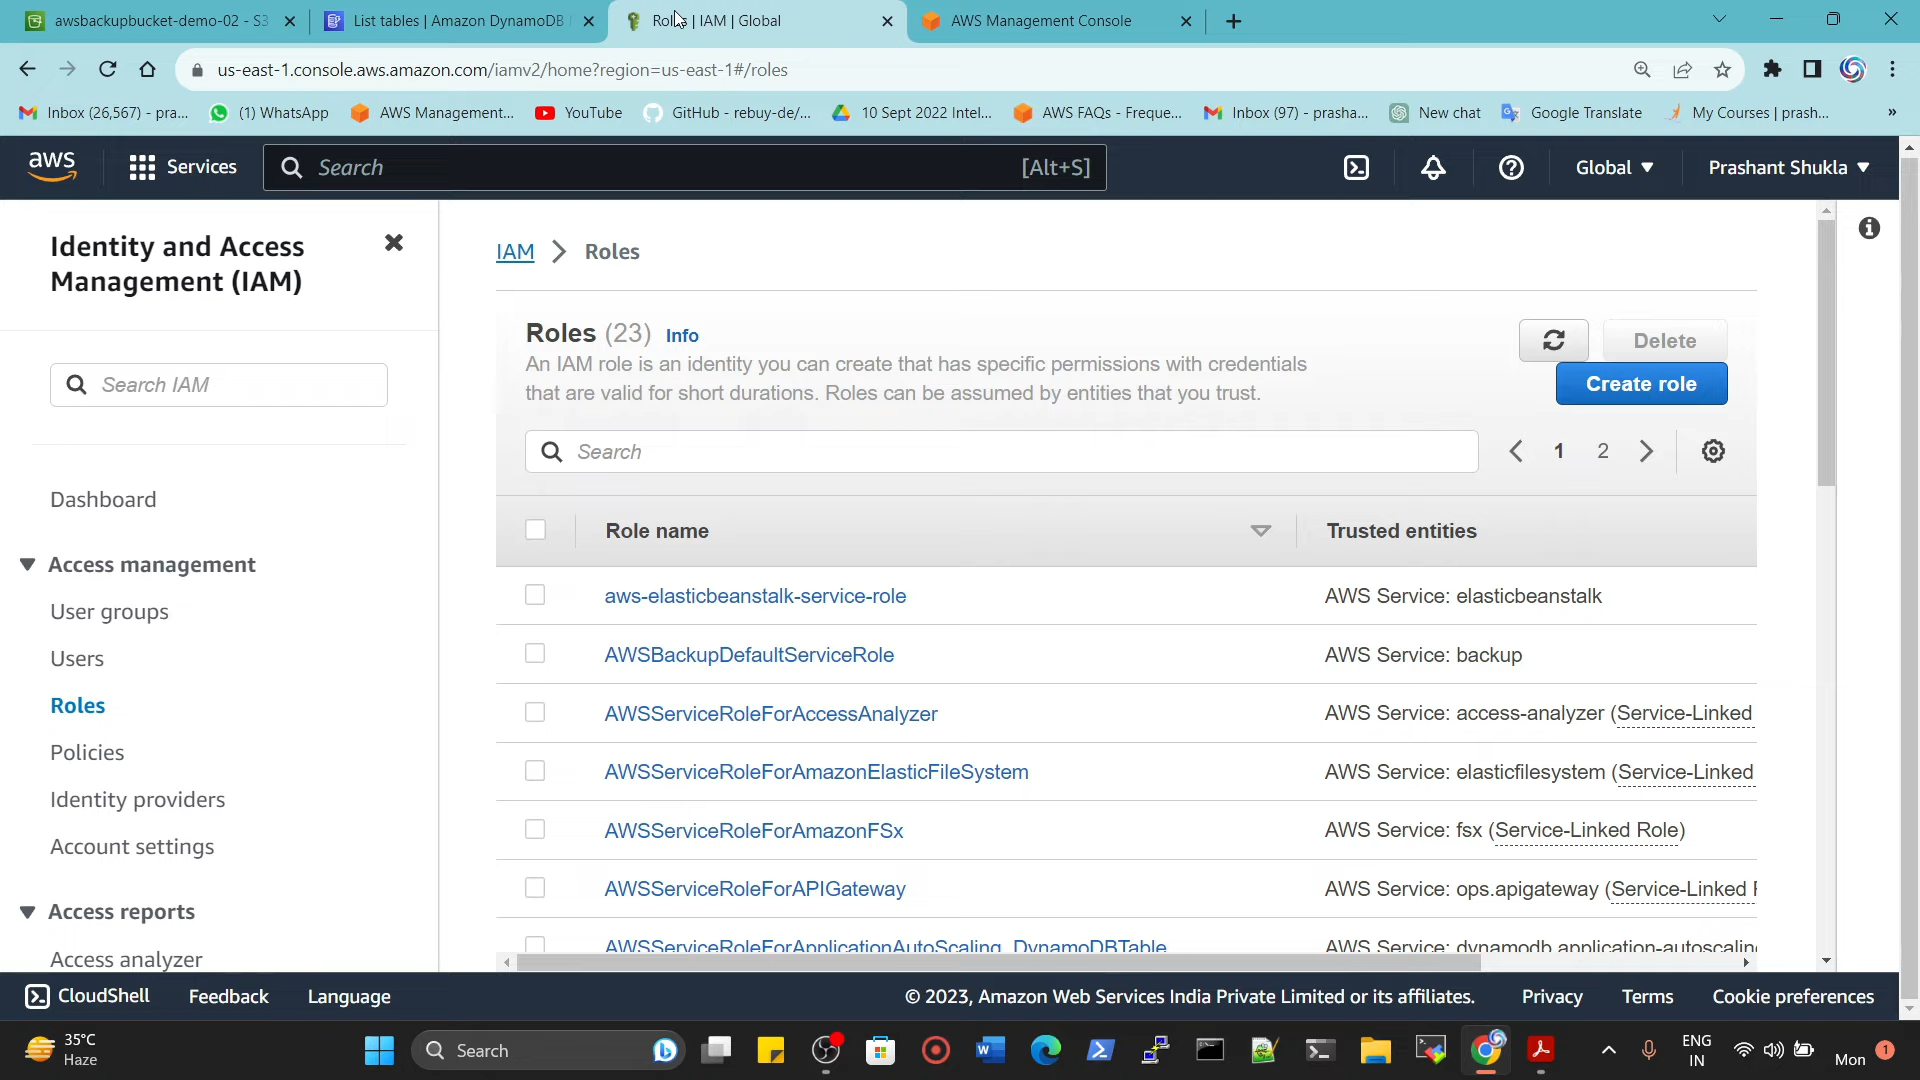 awsbackupbucket-demo-02 - S3
List tables | Amazon DynamoDB
Roles | IAM | Global
AWS Management Console
us-east-1.console.aws.amazon.com/iamv2/home?region=us-east-1#/roles
Inbox (26,567) - pra...
(1) WhatsApp
AWS Management...
YouTube
GitHub - rebuy-de/...
10 Sept 2022 Intel...
AWS FAQs - Freque...
Inbox (97) - prasha...
New chat
Google Translate
My Courses | prash...
»
aws
Services
Search
[Alt+S]
Global
Prashant Shukla
Identity and Access
Management (IAM)
Search IAM
Dashboard
Access management
User groups
Users
Roles
Policies
Identity providers
Account settings
Access reports
Access analyzer
IAM > Roles
Roles (23) Info
An IAM role is an identity you can create that has specific permissions with credentials
that are valid for short durations. Roles can be assumed by entities that you trust.
Delete
Create role
Search
1
2
Role name
Trusted entities
aws-elasticbeanstalk-service-role
AWS Service: elasticbeanstalk
AWSBackupDefaultServiceRole
AWS Service: backup
AWSServiceRoleForAccessAnalyzer
AWS Service: access-analyzer (Service-Linked
AWSServiceRoleForAmazonElasticFileSystem
AWS Service: elasticfilesystem (Service-Linked
AWSServiceRoleForAmazonFSx
AWS Service: fsx (Service-Linked Role)
AWSServiceRoleForAPIGateway
AWS Service: ops.apigateway (Service-Linked
AWSServiceRoleForApplicationAutoScaling_DynamoDBTable
AWS Service: dynamodb.application-autoscaling
CloudShell
Feedback
Language
© 2023, Amazon Web Services India Private Limited or its affiliates.
Privacy
Terms
Cookie preferences
35°C
Haze
Search
ENG
IN
Mon
1